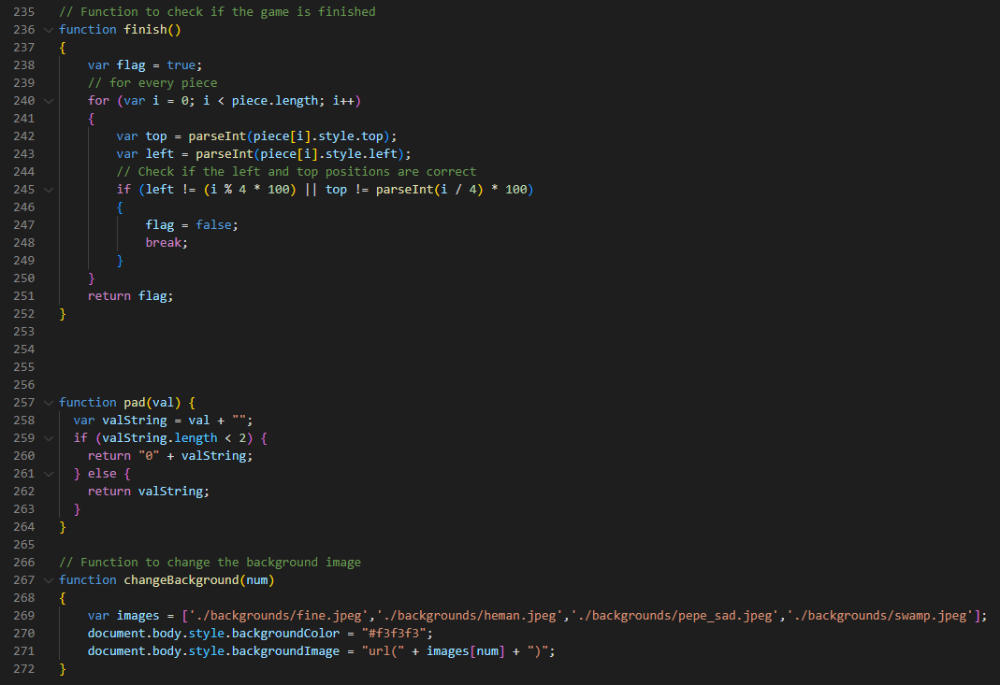 235 // Function to check if the game is finished
236 function finish()
237 {
238     var flag = true;
239     // for every piece
240     for (var i = 0; i < piece.length; i++)
241     {
242         var top = parseInt(piece[i].style.top);
243         var left = parseInt(piece[i].style.left);
244         // Check if the left and top positions are correct
245         if (left != (i % 4 * 100) || top != parseInt(i / 4) * 100)
246         {
247             flag = false;
248             break;
249         }
250     }
251     return flag;
252 }
253
254
255
256
257 function pad(val) {
258   var valString = val + "";
259   if (valString.length < 2) {
260     return "0" + valString;
261   } else {
262     return valString;
263   }
264 }
265
266 // Function to change the background image
267 function changeBackground(num)
268 {
269     var images = ['./backgrounds/fine.jpeg','./backgrounds/heman.jpeg','./backgrounds/pepe_sad.jpeg','./backgrounds/swamp.jpeg'];
270     document.body.style.backgroundColor = "#f3f3f3";
271     document.body.style.backgroundImage = "url(" + images[num] + ")";
272 }